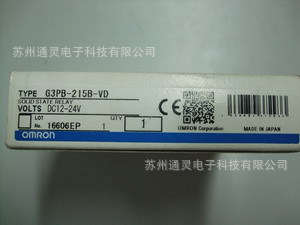 苏州通灵电子科技有限公司
TYPE G3PB-215B-VD
SOLID STATE RELAY
VOLTS DC12-24V
LOT No. 16606EP
QTY 1
OMRON
OMRON Corporation
MADE IN JAPAN
苏州通灵电子科技有限公司